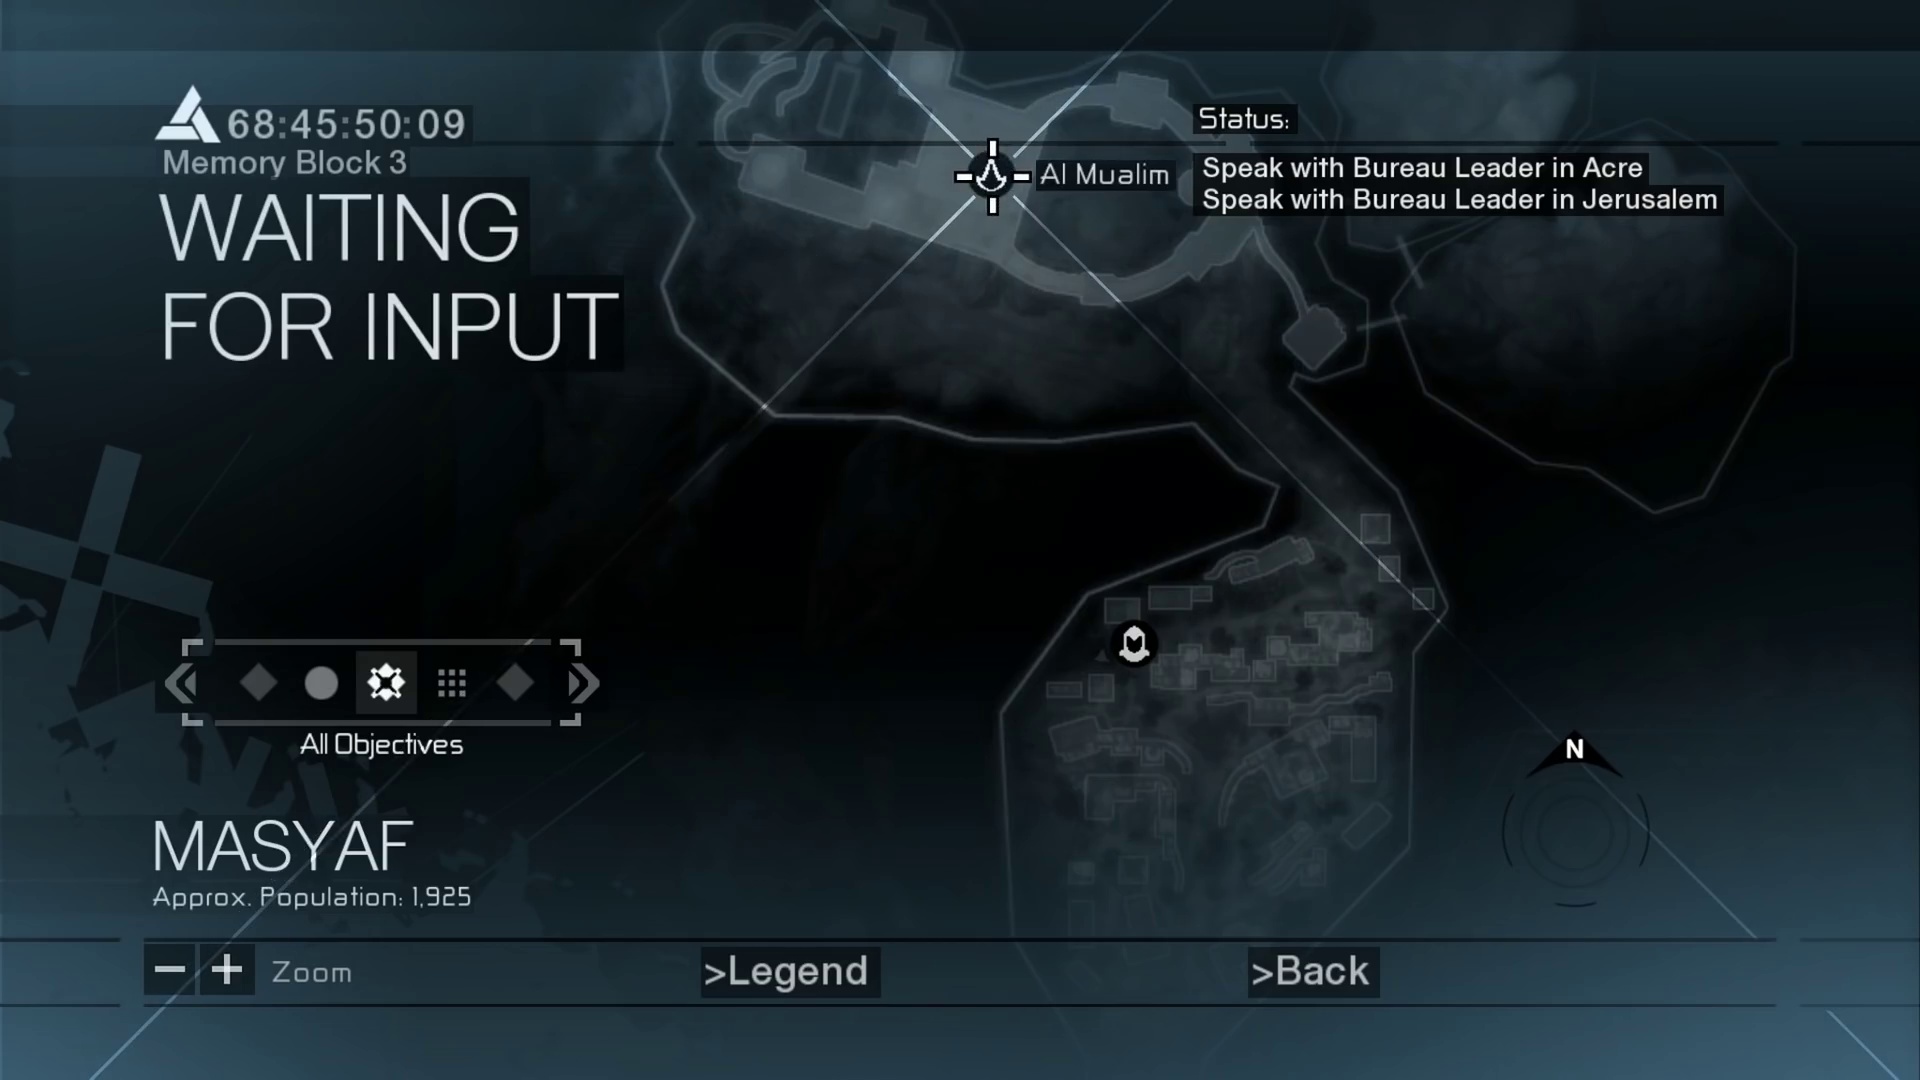 68:45:50:09
Memory Block 3
WAITING
FOR INPUT
Al Mualim
Status:
Speak with Bureau Leader in Acre
Speak with Bureau Leader in Jerusalem
All Objectives
N
MASYAF
Approx. Population: 1,925
Zoom
>Legend
>Back